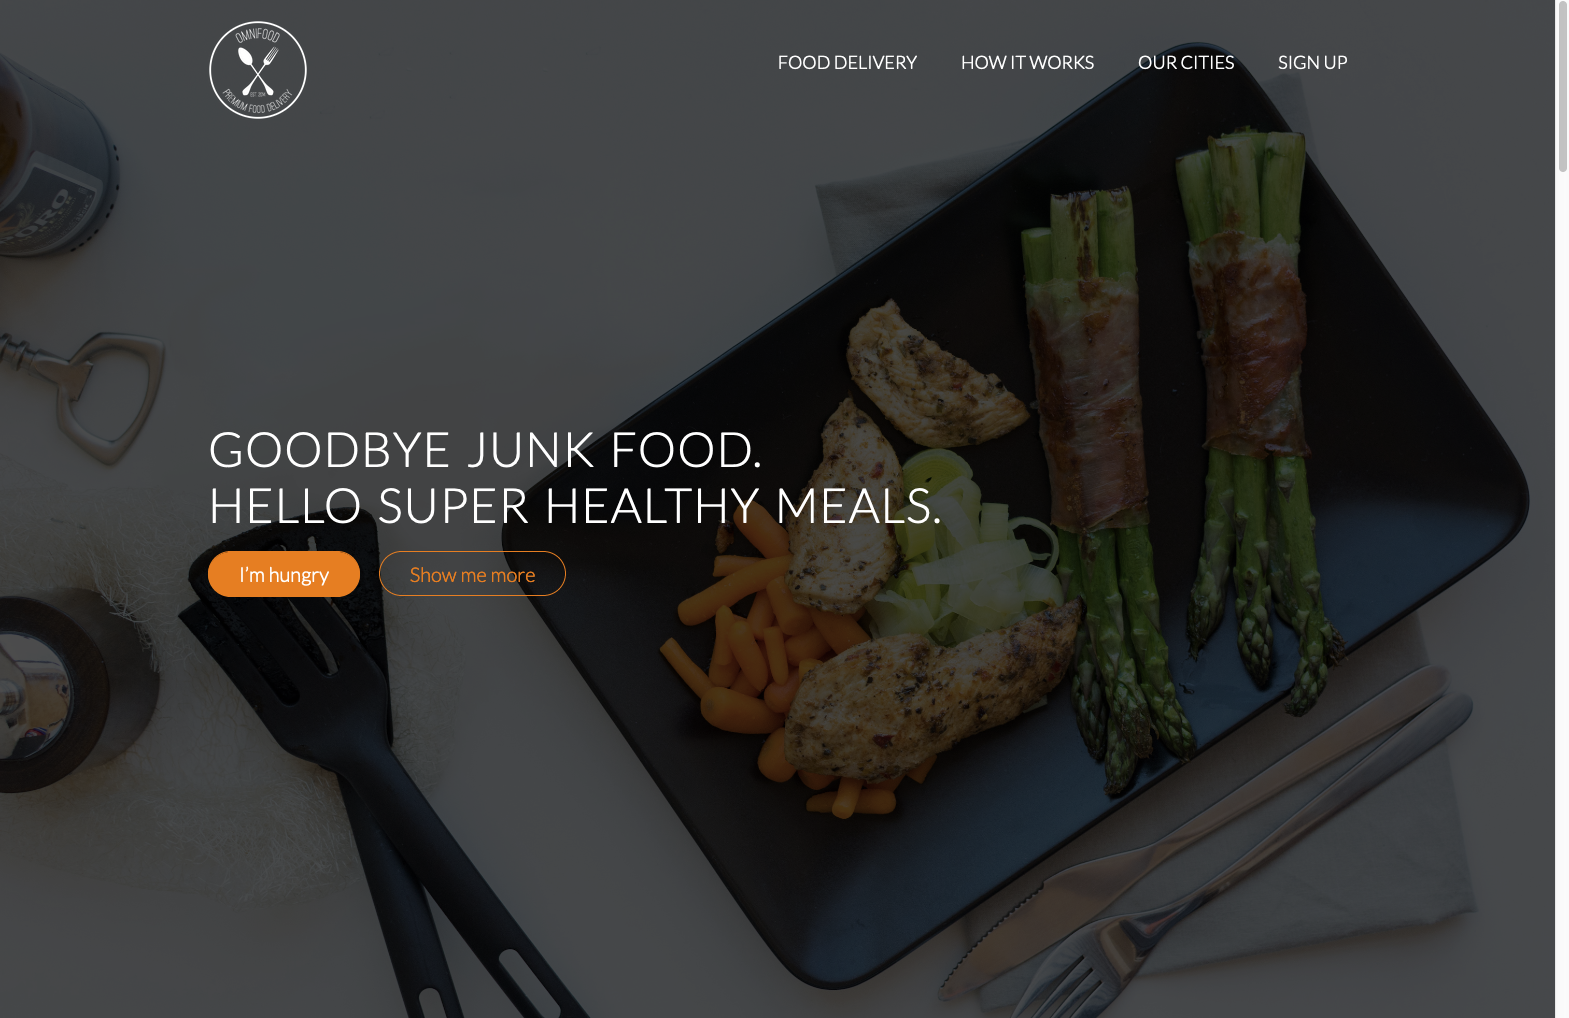 OMNIFOOD
EST 2014
PREMIUM FOOD DELIVERY
FOOD DELIVERY
HOW IT WORKS
OUR CITIES
SIGN UP
GOODBYE JUNK FOOD.
HELLO SUPER HEALTHY MEALS.
I'm hungry
Show me more